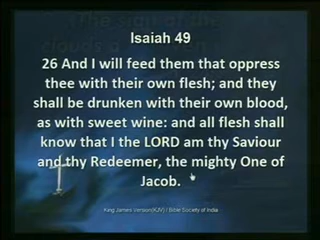 Isaiah 49
26 And I will feed them that oppress
thee with their own flesh; and they
shall be drunken with their own blood,
as with sweet wine: and all flesh shall
know that I the LORD am thy Saviour
and thy Redeemer, the mighty One of
Jacob.
King James Version(KJV) / Bible Society of India